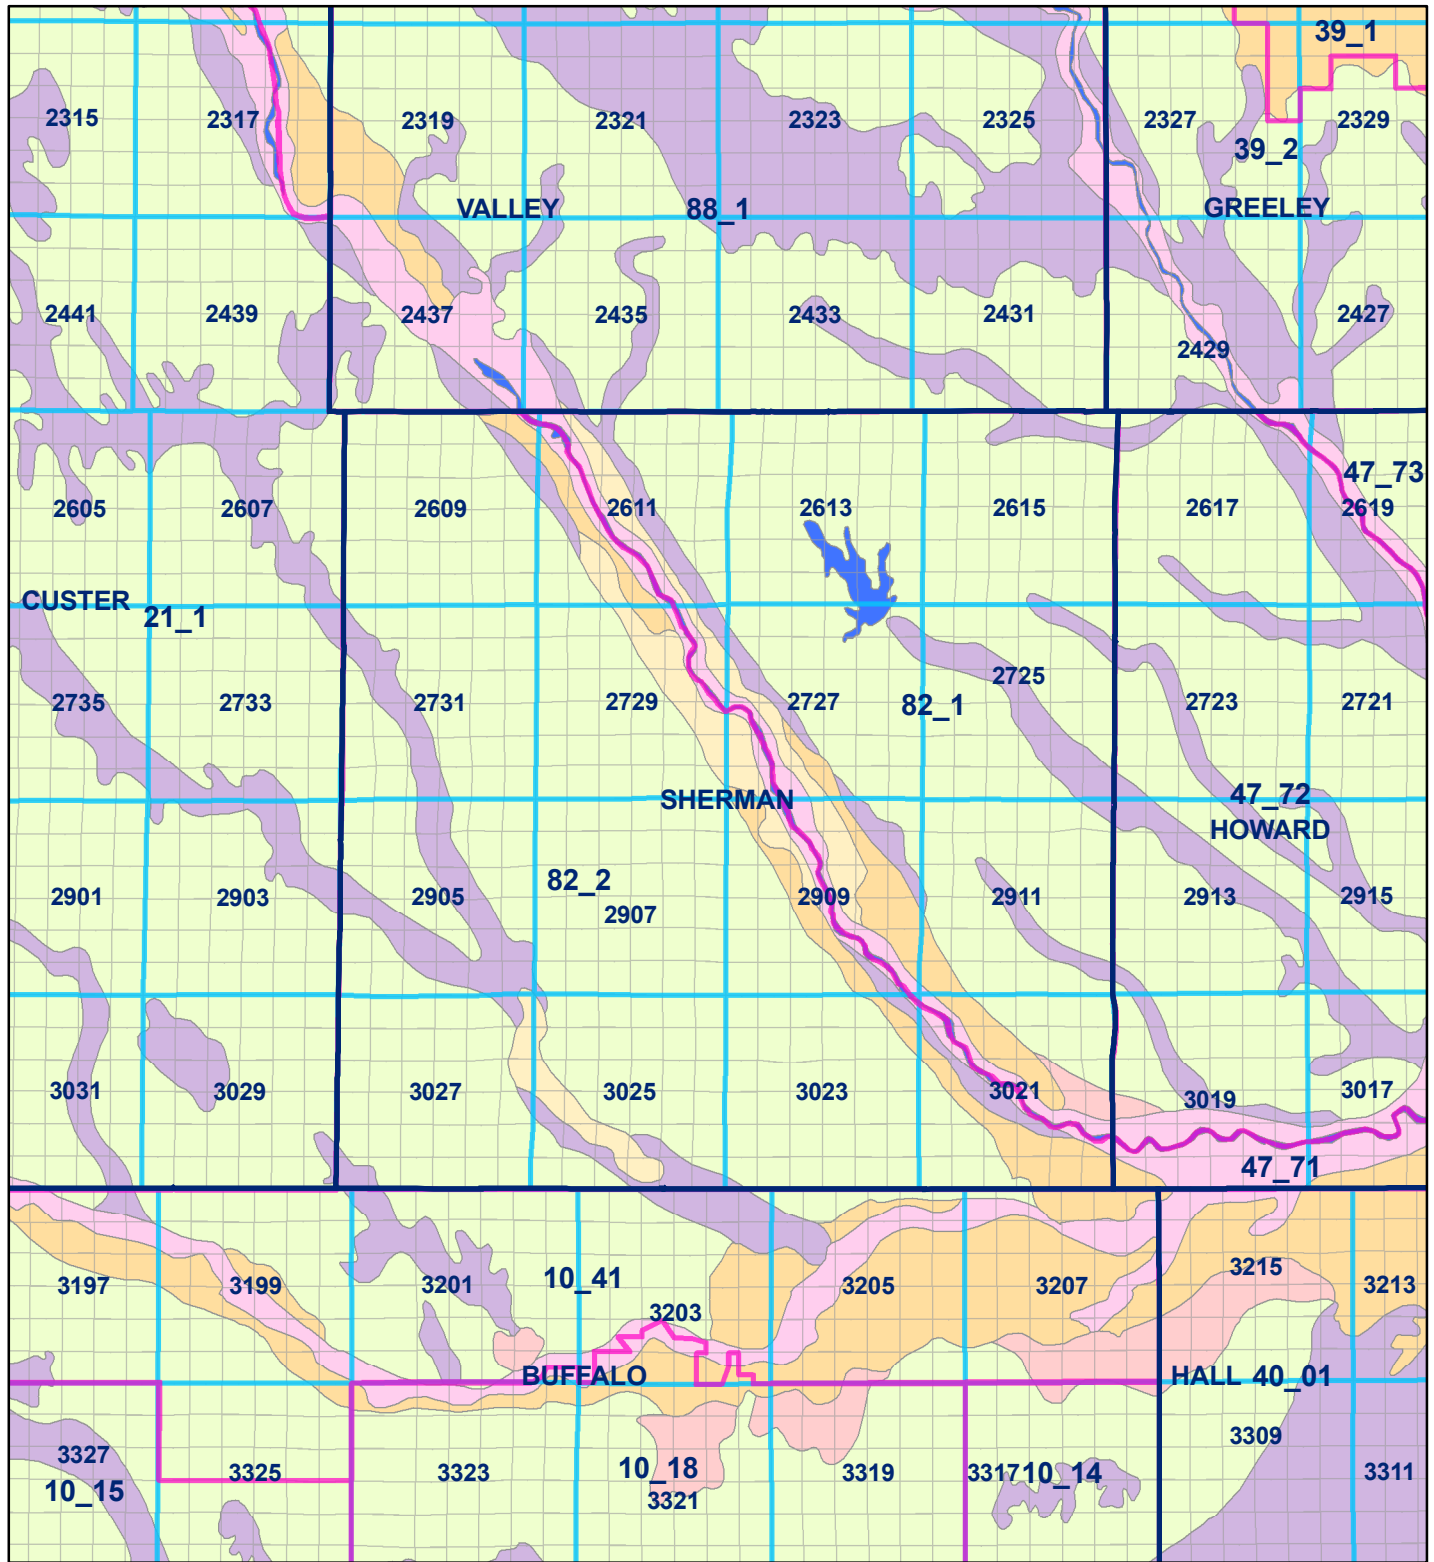 39_1
2315 2317 2319 2321 2323 2325 2327 2329
39_2
VALLEY 88_1 GREELEY
2441 2439 2437 2435 2433 2431 2427
2429
47_73
2605 2607 2609 2611 2613 2615 2617 2619
CUSTER 21_1
2725
2735 2733 2731 2729 2727 82_1 2723 2721
SHERMAN 47_72
HOWARD
82_2
2901 2903 2905 2907 2909 2911 2913 2915
3031 3029 3027 3025 3023 3021 3019 3017
47_71
3197 3199 3201 10_41 3205 3207 3215 3213
3203
BUFFALO HALL 40_01
3309
3327 3325 3323 10_18 3319 3317 10_14 3311
10_15 3321